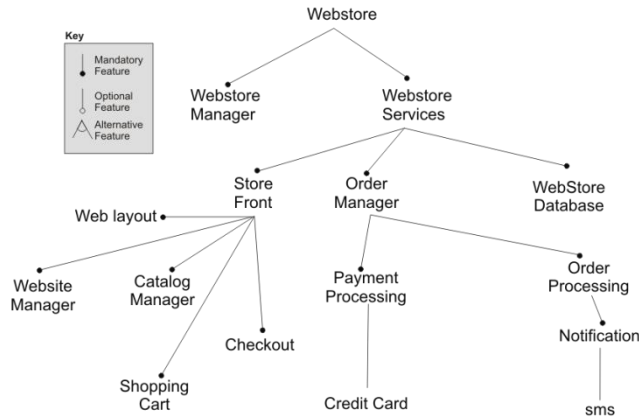 Webstore
Key
Mandatory
Feature
Optional
Feature
Alternative
Feature
Webstore
Manager
Webstore
Services
Store
Front
Order
Manager
WebStore
Database
Web layout
Website
Manager
Catalog
Manager
Payment
Processing
Order
Processing
Checkout
Notification
Shopping
Cart
Credit Card
sms